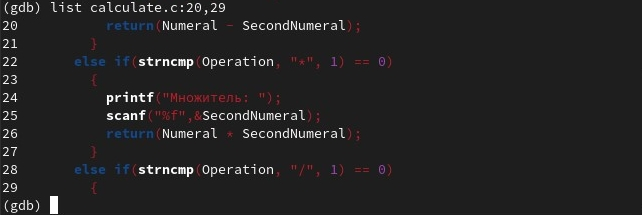 (gdb) list calculate.c:20,29
20          return(Numeral - SecondNumeral);
21        }
22      else if(strncmp(Operation, "*", 1) == 0)
23        {
24          printf("Множитель: ");
25          scanf("%f",&SecondNumeral);
26          return(Numeral * SecondNumeral);
27        }
28      else if(strncmp(Operation, "/", 1) == 0)
29        {
(gdb)